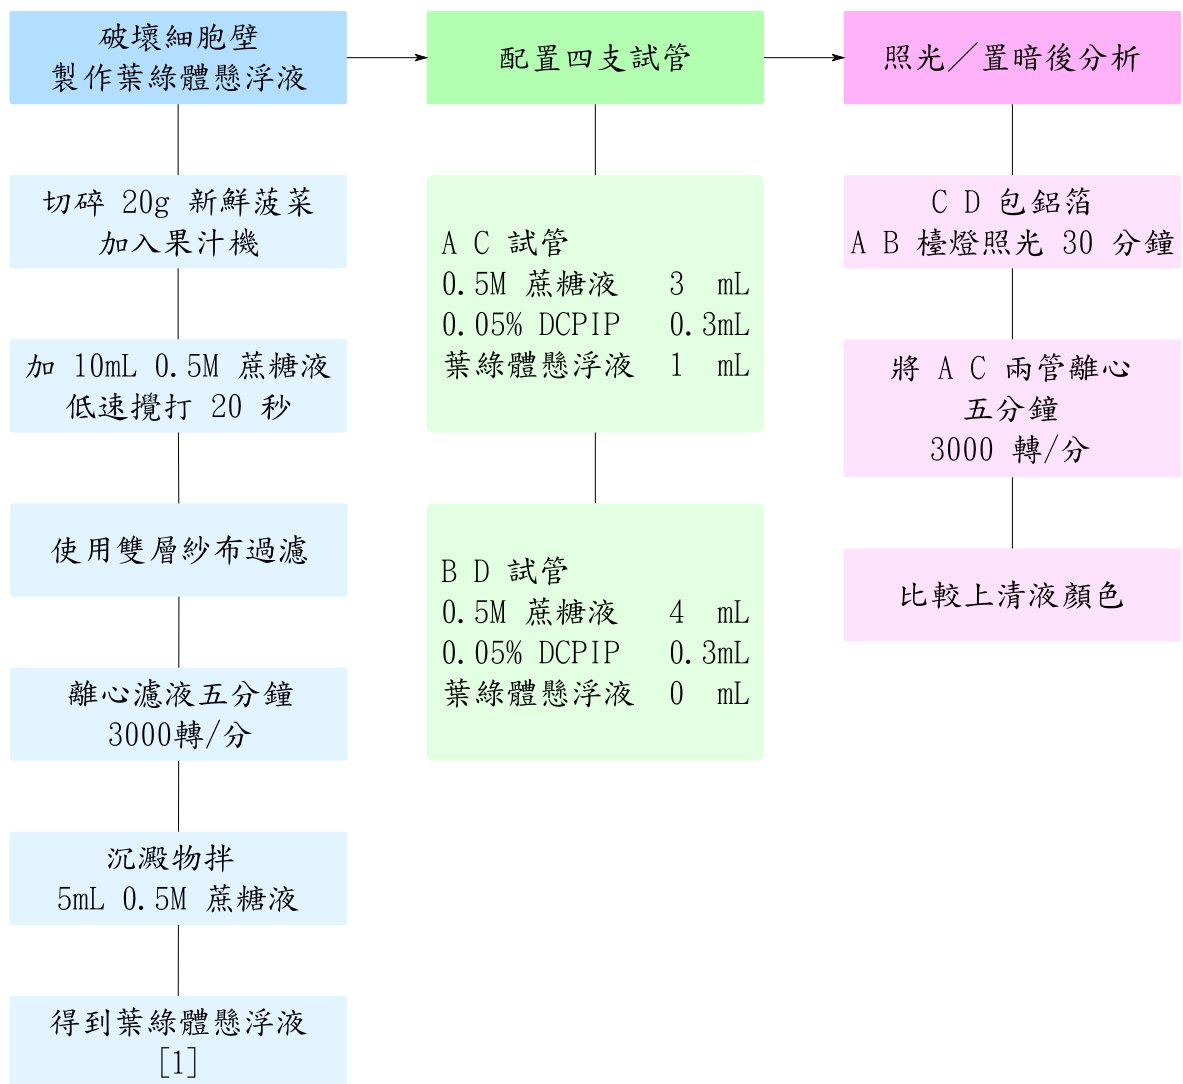 破壞細胞壁
製作葉綠體懸浮液
切碎 20g 新鮮菠菜
加入果汁機
加 10mL 0.5M 蔗糖液
低速攪打 20 秒
使用雙層紗布過濾
離心濾液五分鐘
3000轉/分
沉澱物拌
5mL 0.5M 蔗糖液
得到葉綠體懸浮液
[1]
配置四支試管
A C 試管
0.5M 蔗糖液 3 mL
0.05% DCPIP 0.3mL
葉綠體懸浮液 1 mL
B D 試管
0.5M 蔗糖液 4 mL
0.05% DCPIP 0.3mL
葉綠體懸浮液 0 mL
照光／置暗後分析
C D 包鋁箔
A B 檯燈照光 30 分鐘
將 A C 兩管離心
五分鐘
3000 轉/分
比較上清液顏色